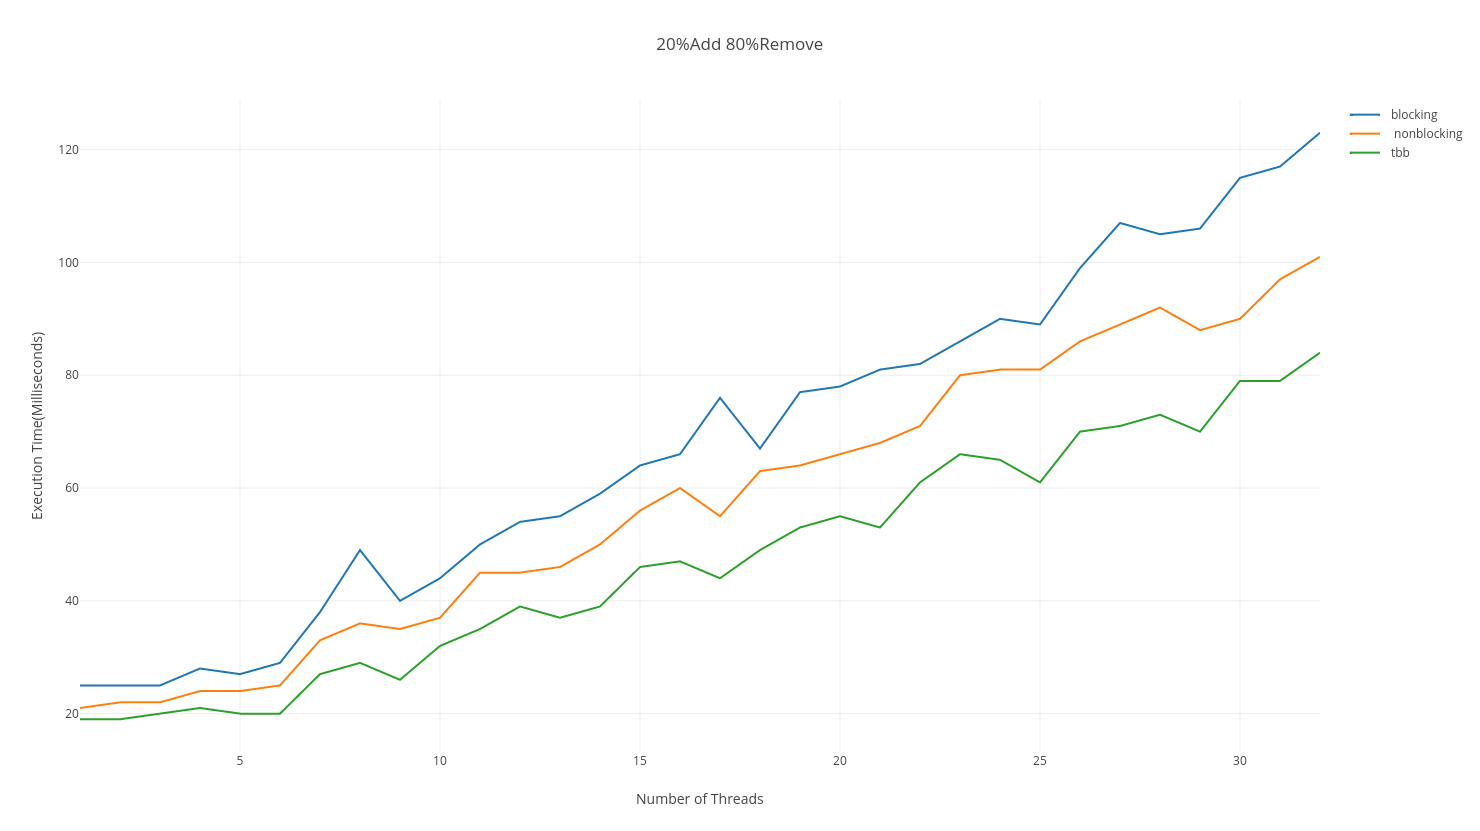 20%Add 80%Remove
blocking
nonblocking
tbb
120
100
80
60
40
20
Execution Time(Milliseconds)
5 10 15 20 25 30
Number of Threads